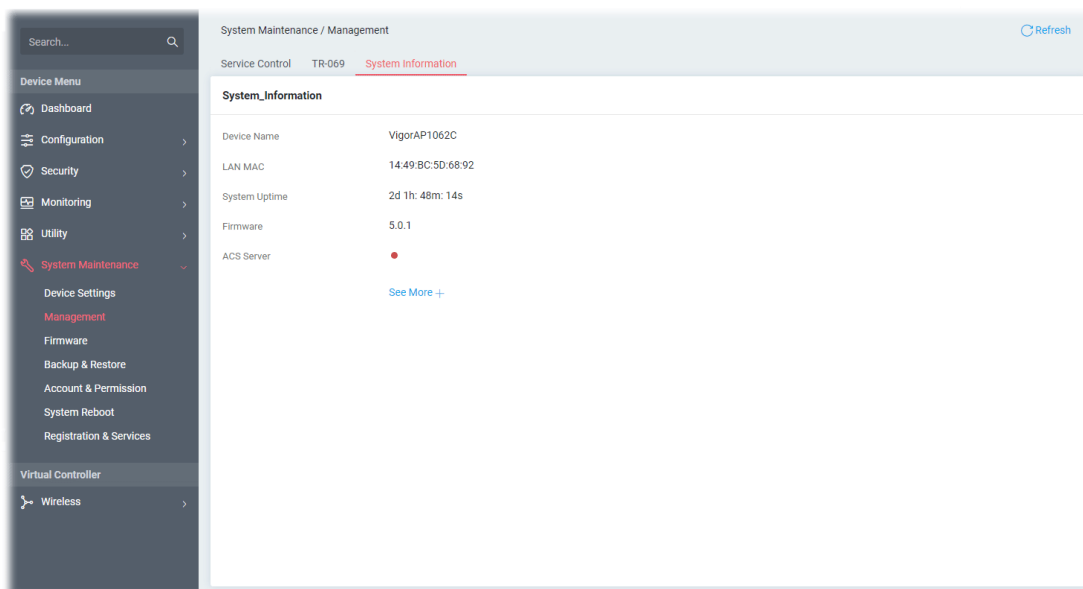 Search...
Device Menu
Dashboard
Configuration
Security
Monitoring
Utility
System Maintenance
Device Settings
Management
Firmware
Backup & Restore
Account & Permission
System Reboot
Registration & Services
Virtual Controller
Wireless
System Maintenance / Management
Refresh
Service Control TR-069 System Information
System_Information
Device Name VigorAP1062C
LAN MAC 14:49:BC:5D:68:92
System Uptime 2d 1h: 48m: 14s
Firmware 5.0.1
ACS Server
See More +